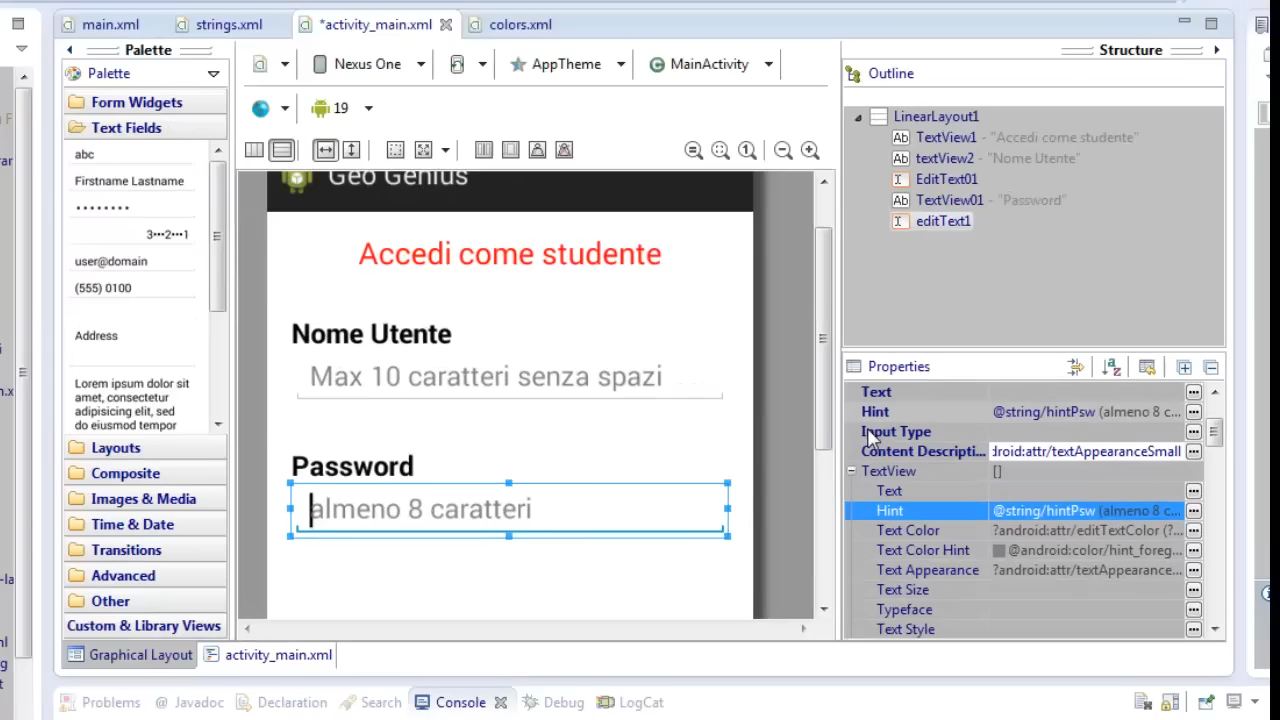 main.xml
strings.xml
*activity_main.xml
colors.xml
Palette
Palette
Form Widgets
Text Fields
abc
Firstname Lastname
3•••2•••1
user@domain
(555) 0100
Address
Lorem ipsum dolor sit
amet, consectetur
adipisicing elit, sed
do eiusmod tempor
Layouts
Composite
Images & Media
Time & Date
Transitions
Advanced
Other
Custom & Library Views
Graphical Layout
activity_main.xml
Nexus One
AppTheme
MainActivity
19
Geo Genius
Accedi come studente
Nome Utente
Max 10 caratteri senza spazi
Password
almeno 8 caratteri
Structure
Outline
LinearLayout1
Ab TextView1 - "Accedi come studente"
Ab textView2 - "Nome Utente"
EditText01
Ab TextView01 - "Password"
editText1
Properties
Text
Hint @string/hintPsw (almeno 8 c...
Input Type
Content Descripti... :roid:attr/textAppearanceSmall
TextView []
Text
Hint @string/hintPsw (almeno 8 c...
Text Color ?android:attr/editTextColor (?...
Text Color Hint @android:color/hint_foreg...
Text Appearance ?android:attr/textAppearance...
Text Size
Typeface
Text Style
Problems @ Javadoc Declaration Search Console Debug LogCat